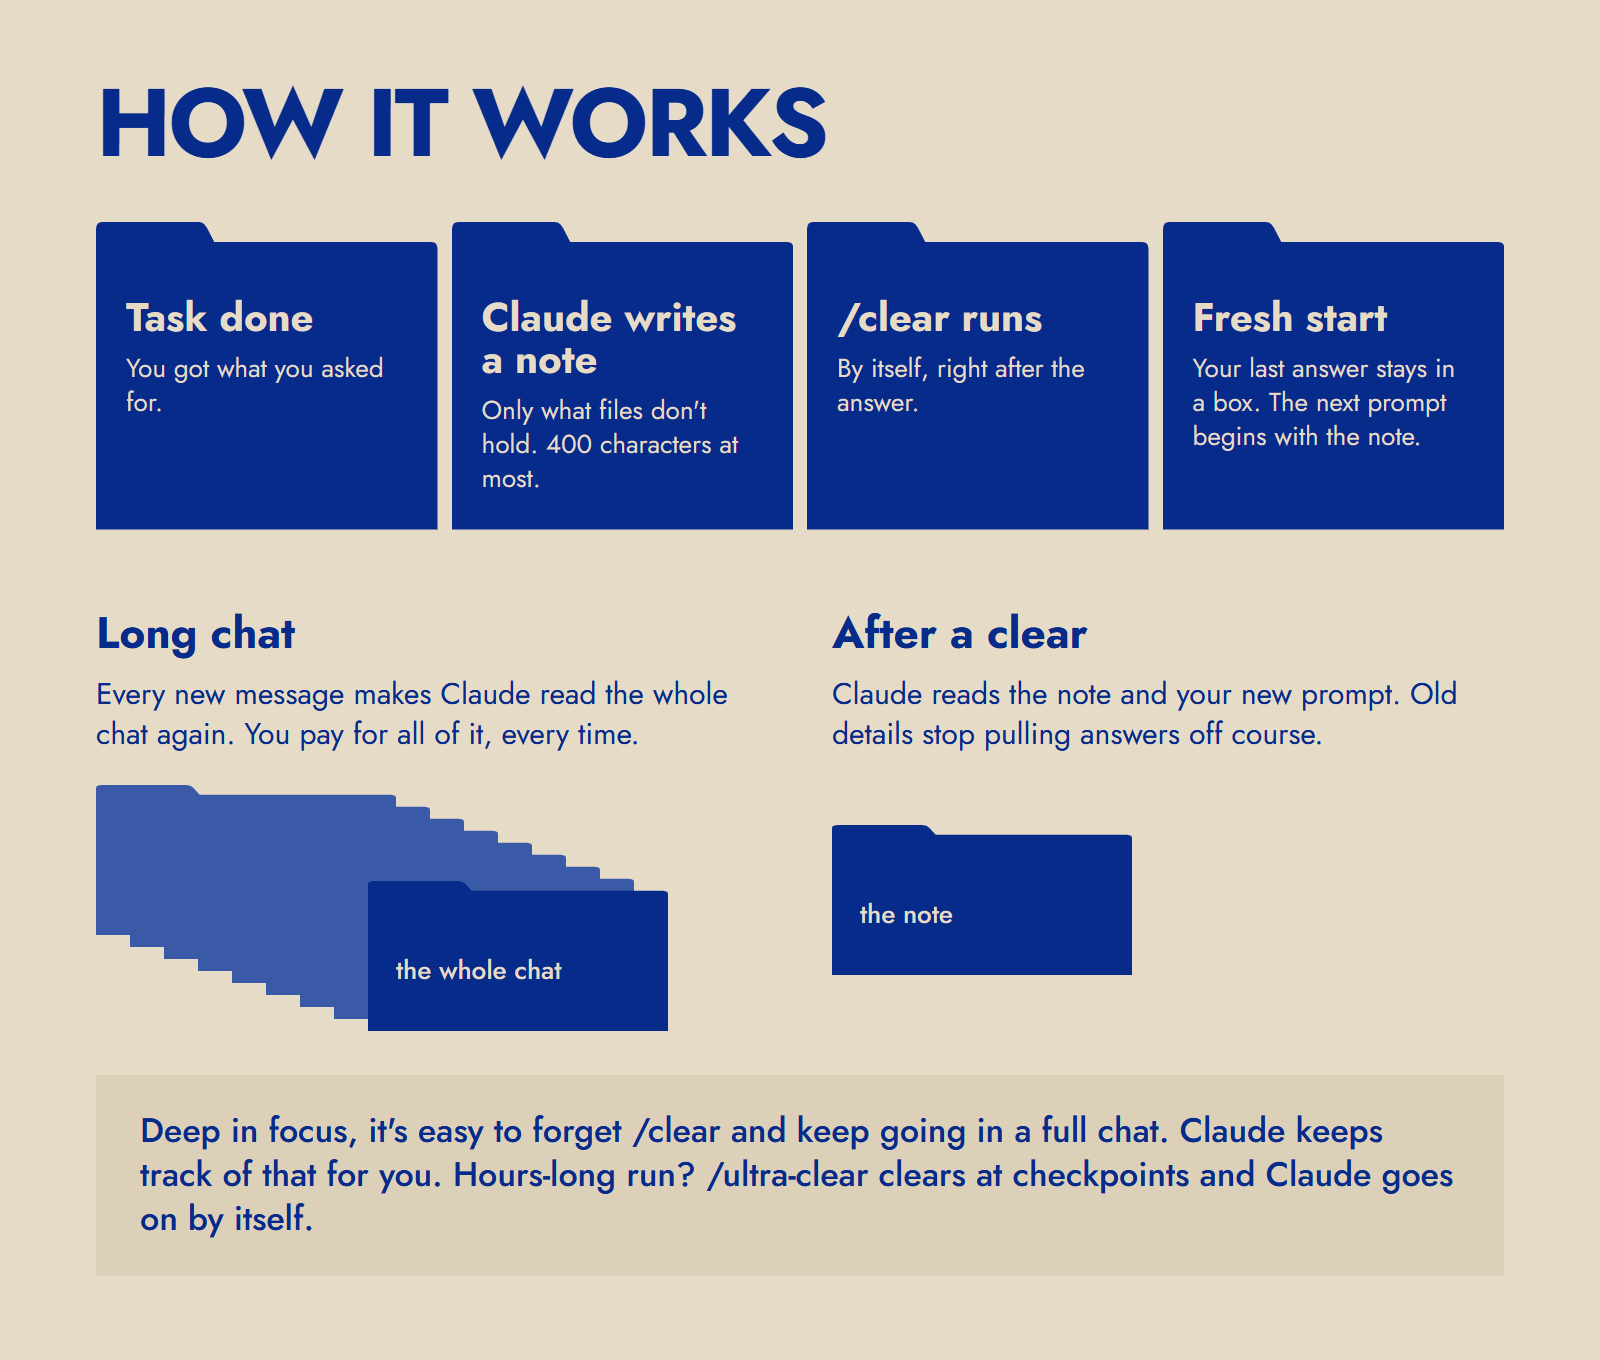 HOW IT WORKS
Task done
You got what you asked
for.
Claude writes
a note
Only what files don't
hold. 400 characters at
most.
/clear runs
By itself, right after the
answer.
Fresh start
Your last answer stays in
a box. The next prompt
begins with the note.
Long chat
Every new message makes Claude read the whole
chat again. You pay for all of it, every time.
the whole chat
After a clear
Claude reads the note and your new prompt. Old
details stop pulling answers off course.
the note
Deep in focus, it's easy to forget /clear and keep going in a full chat. Claude keeps
track of that for you. Hours-long run? /ultra-clear clears at checkpoints and Claude goes
on by itself.